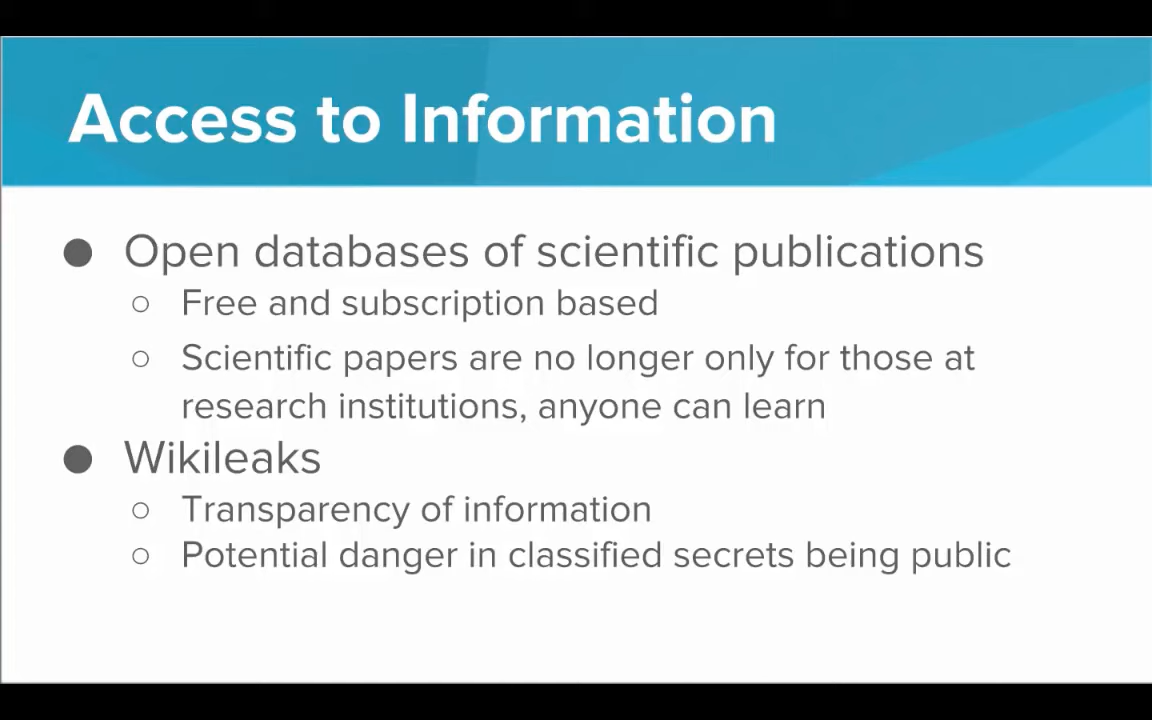 Access to Information
● Open databases of scientific publications
○ Free and subscription based
○ Scientific papers are no longer only for those at
research institutions, anyone can learn
● Wikileaks
○ Transparency of information
○ Potential danger in classified secrets being public